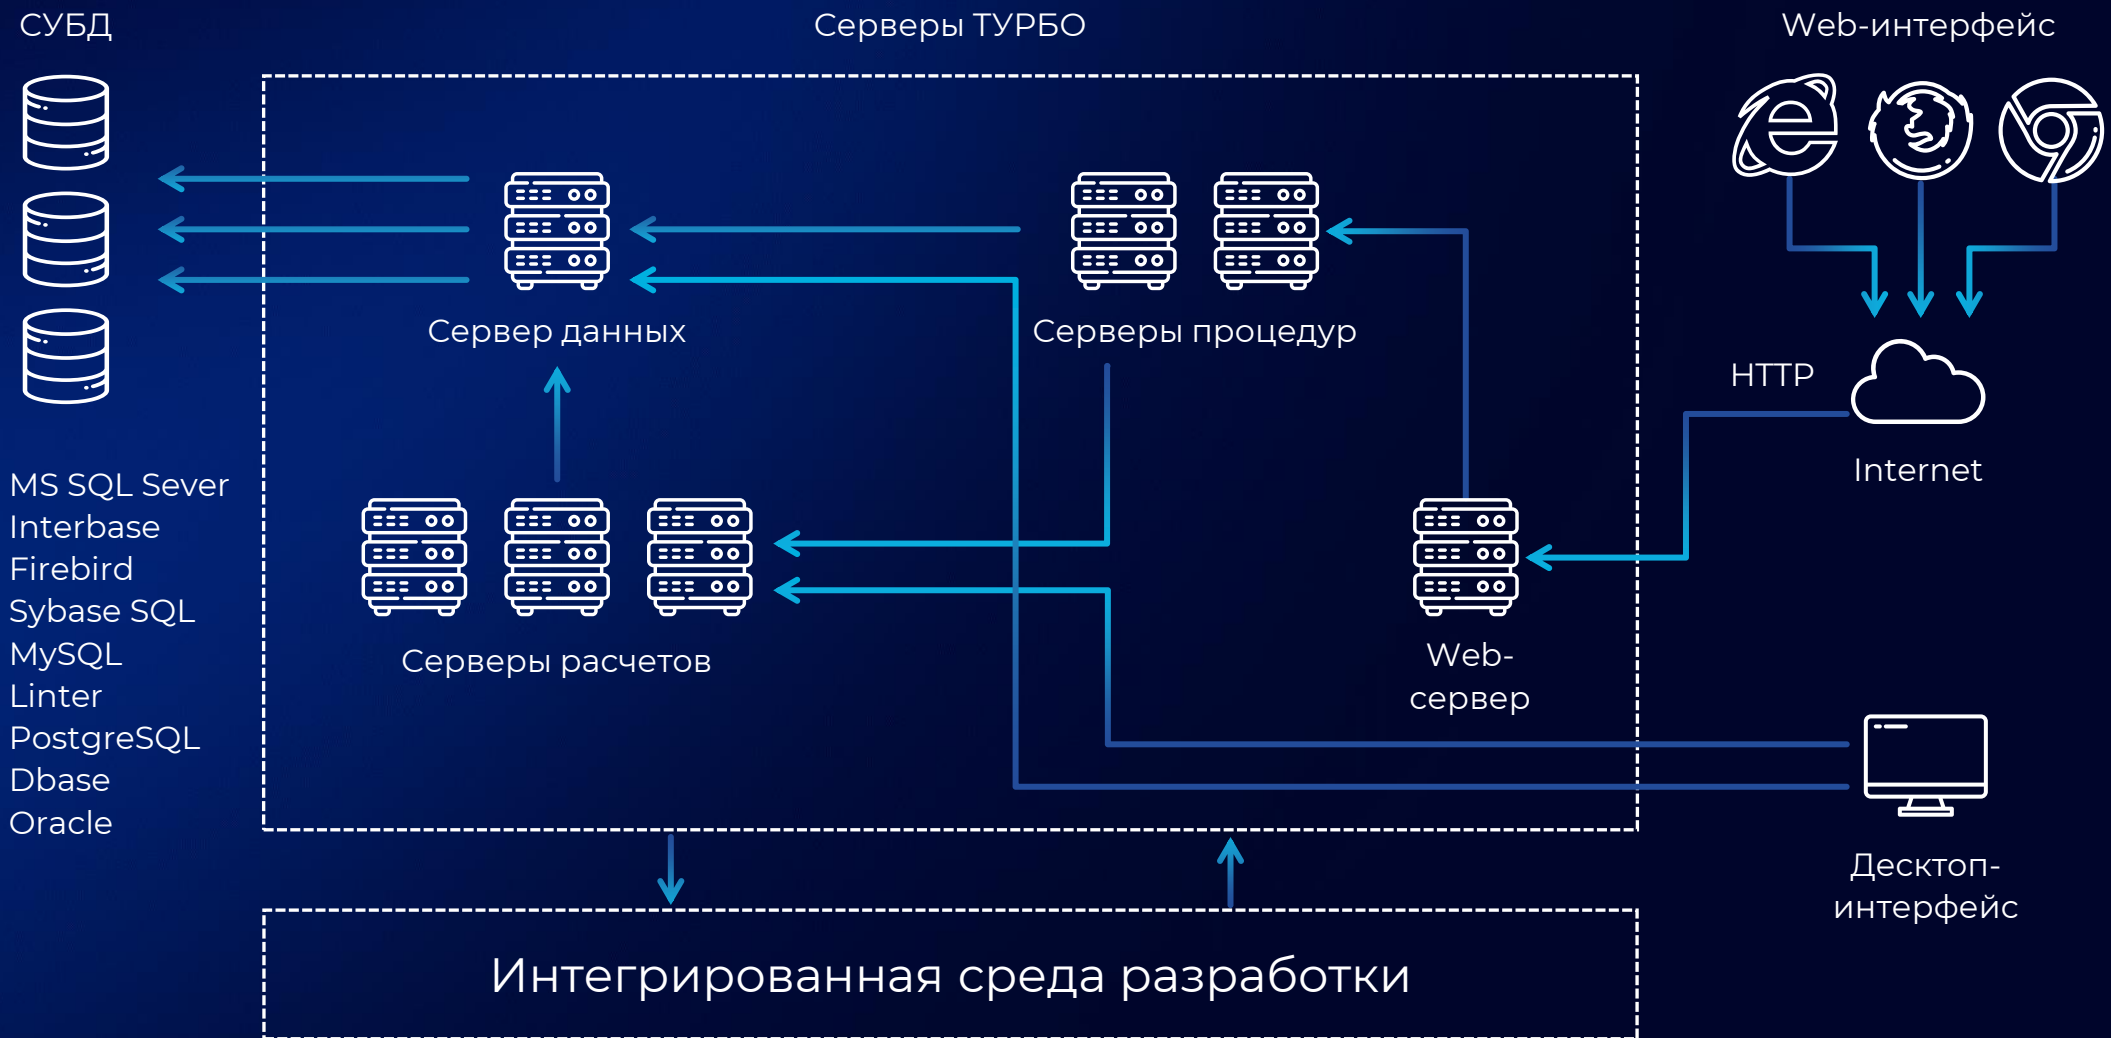 СУБД
Серверы ТУРБО
Web-интерфейс
Сервер данных
Серверы процедур
HTTP
Internet
MS SQL Sever
Interbase
Firebird
Sybase SQL
MySQL
Linter
PostgreSQL
Dbase
Oracle
Серверы расчетов
Web-
сервер
Десктоп-
интерфейс
Интегрированная среда разработки